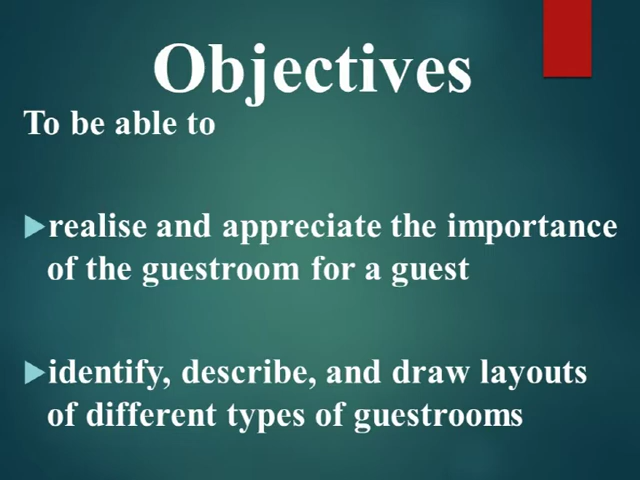 Objectives
To be able to
realise and appreciate the importance
of the guestroom for a guest
identify, describe, and draw layouts
of different types of guestrooms